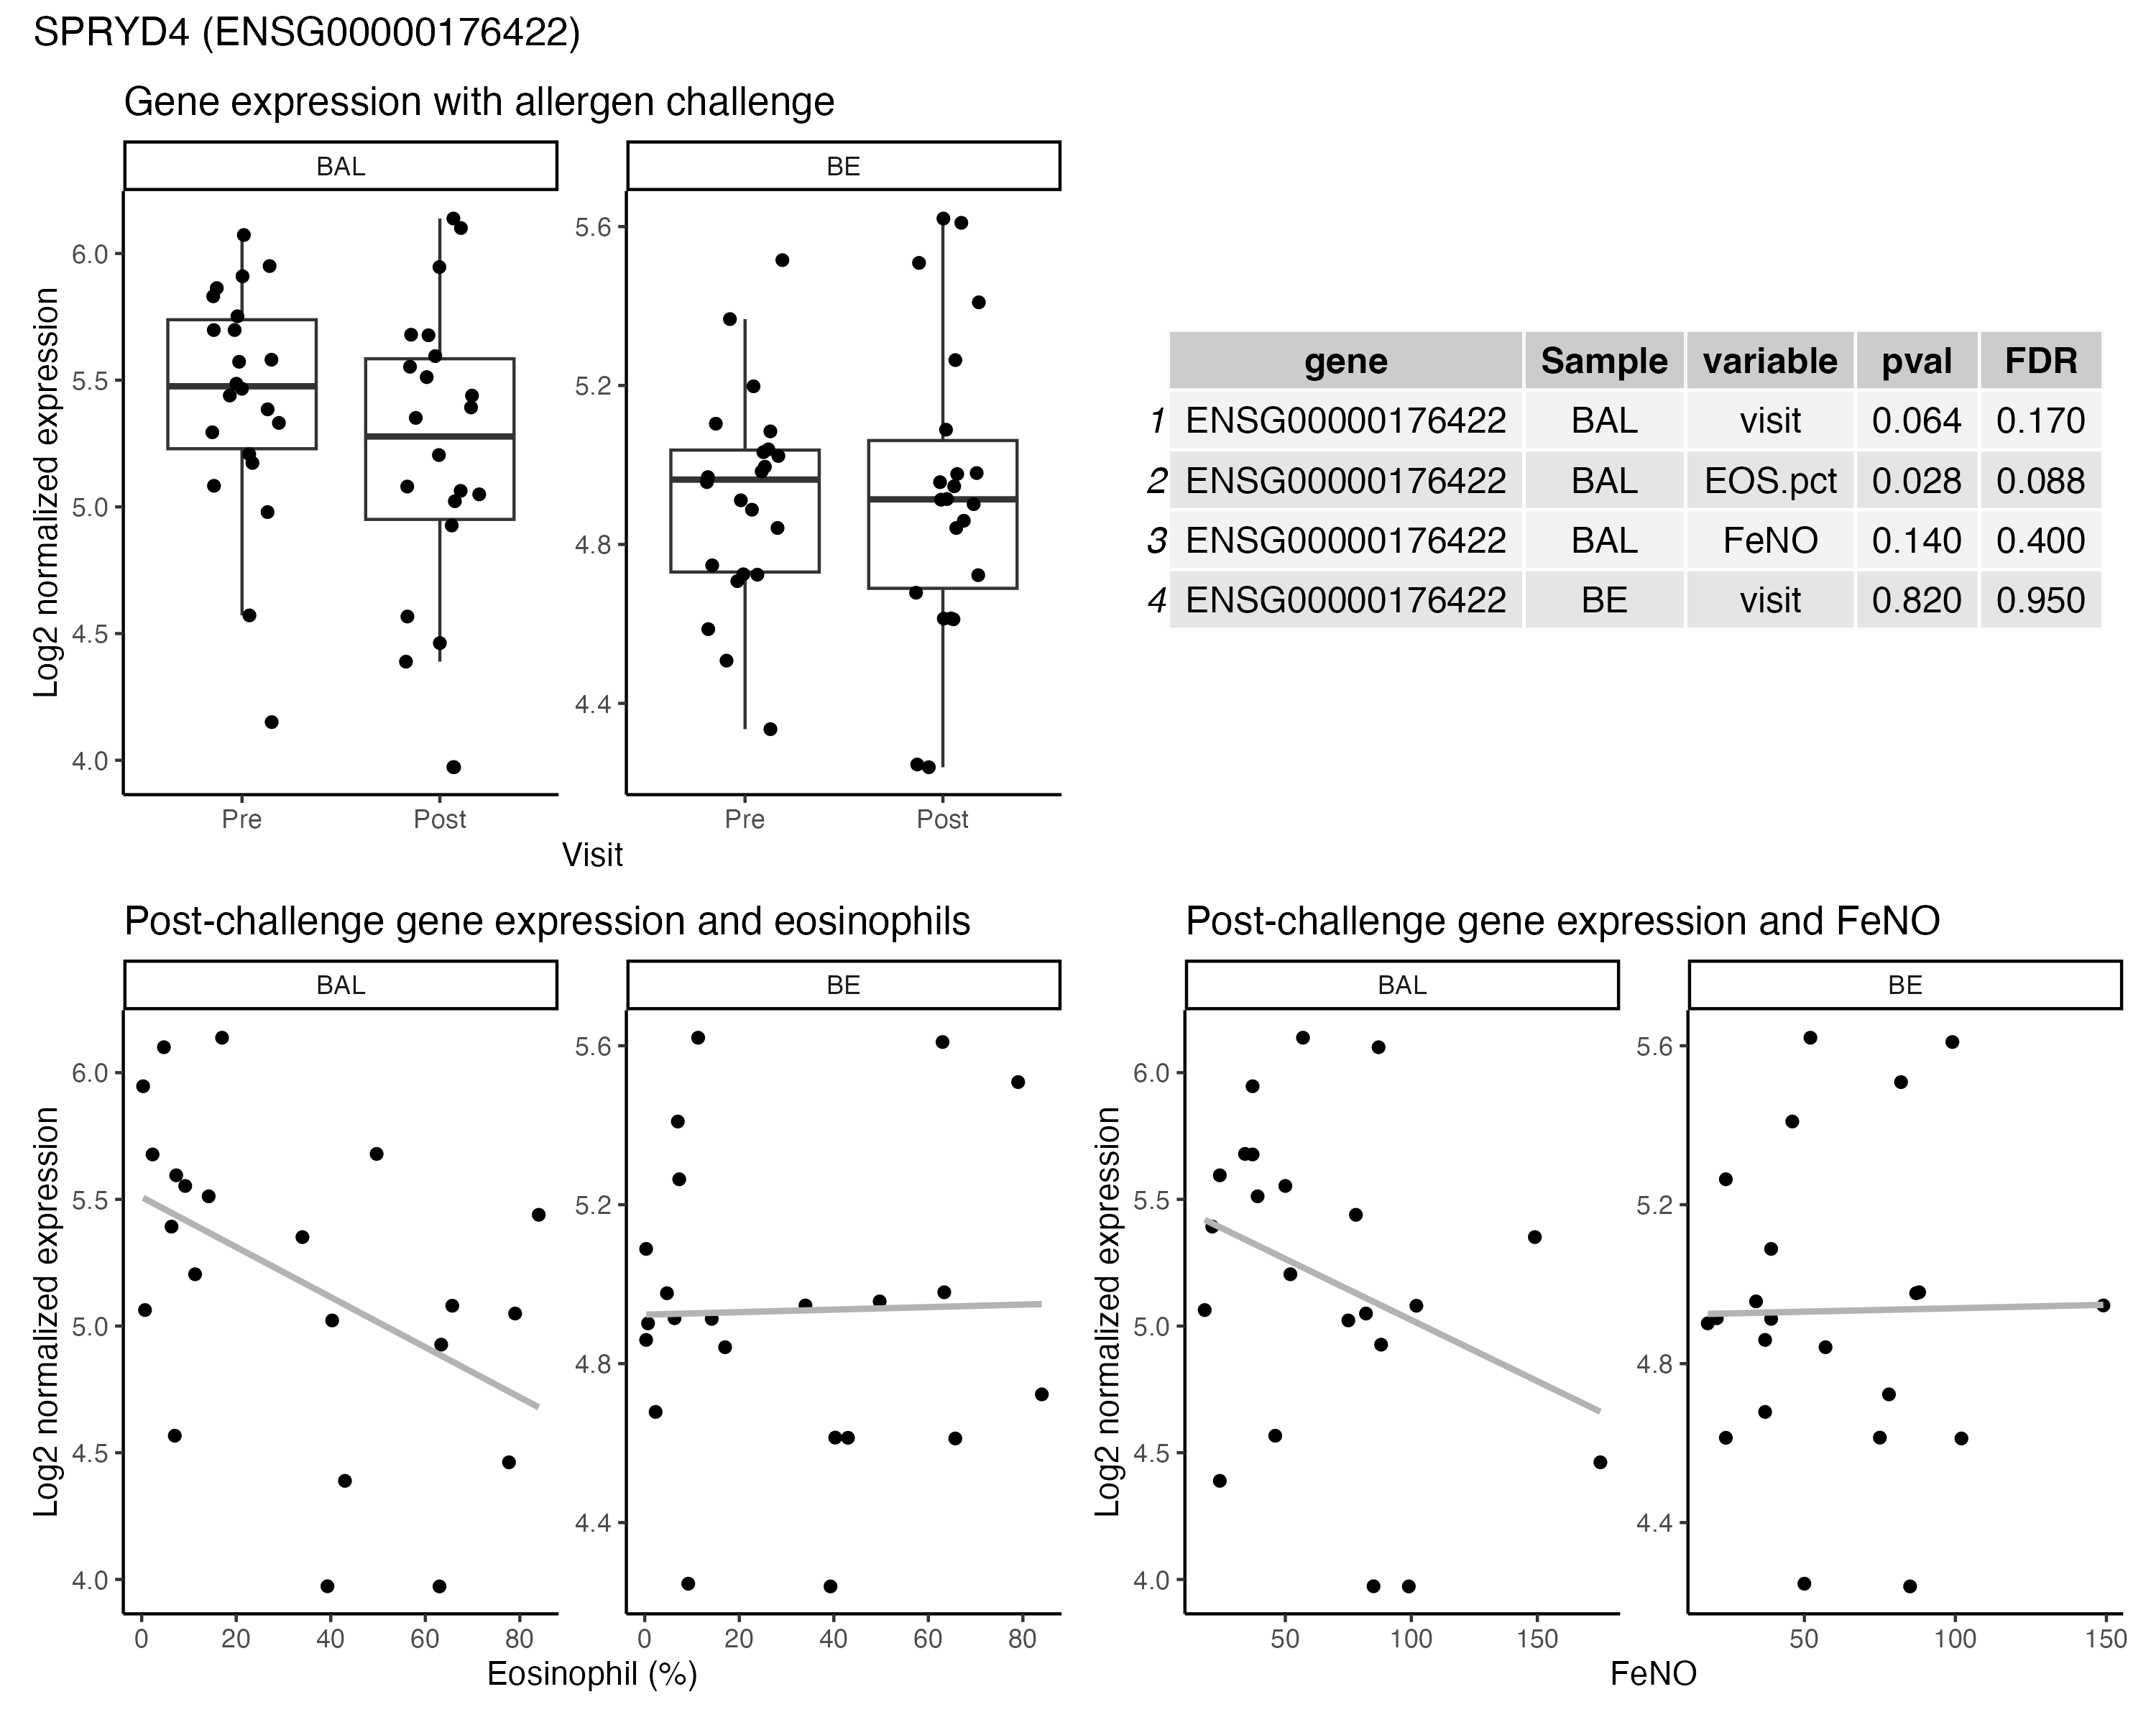 SPRYD4 (ENSG00000176422)
Gene expression with allergen challenge
BAL
BE
Log2 normalized expression
6.0
5.5
5.0
4.5
4.0
5.6
5.2
4.8
4.4
Pre
Post
Pre
Post
Visit
gene Sample variable pval FDR
1 ENSG00000176422 BAL visit 0.064 0.170
2 ENSG00000176422 BAL EOS.pct 0.028 0.088
3 ENSG00000176422 BAL FeNO 0.140 0.400
4 ENSG00000176422 BE visit 0.820 0.950
Post-challenge gene expression and eosinophils
BAL
BE
Log2 normalized expression
6.0
5.5
5.0
4.5
4.0
5.6
5.2
4.8
4.4
0 20 40 60 80
0 20 40 60 80
Eosinophil (%)
Post-challenge gene expression and FeNO
BAL
BE
Log2 normalized expression
6.0
5.5
5.0
4.5
4.0
5.6
5.2
4.8
4.4
50 100 150
50 100 150
FeNO